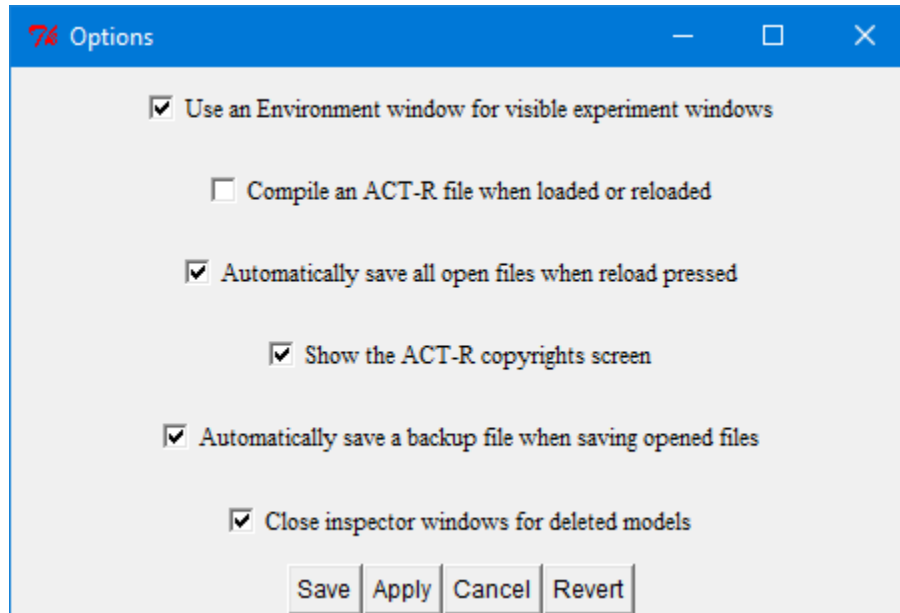 Options
Use an Environment window for visible experiment windows
Compile an ACT-R file when loaded or reloaded
Automatically save all open files when reload pressed
Show the ACT-R copyrights screen
Automatically save a backup file when saving opened files
Close inspector windows for deleted models
Save Apply Cancel Revert